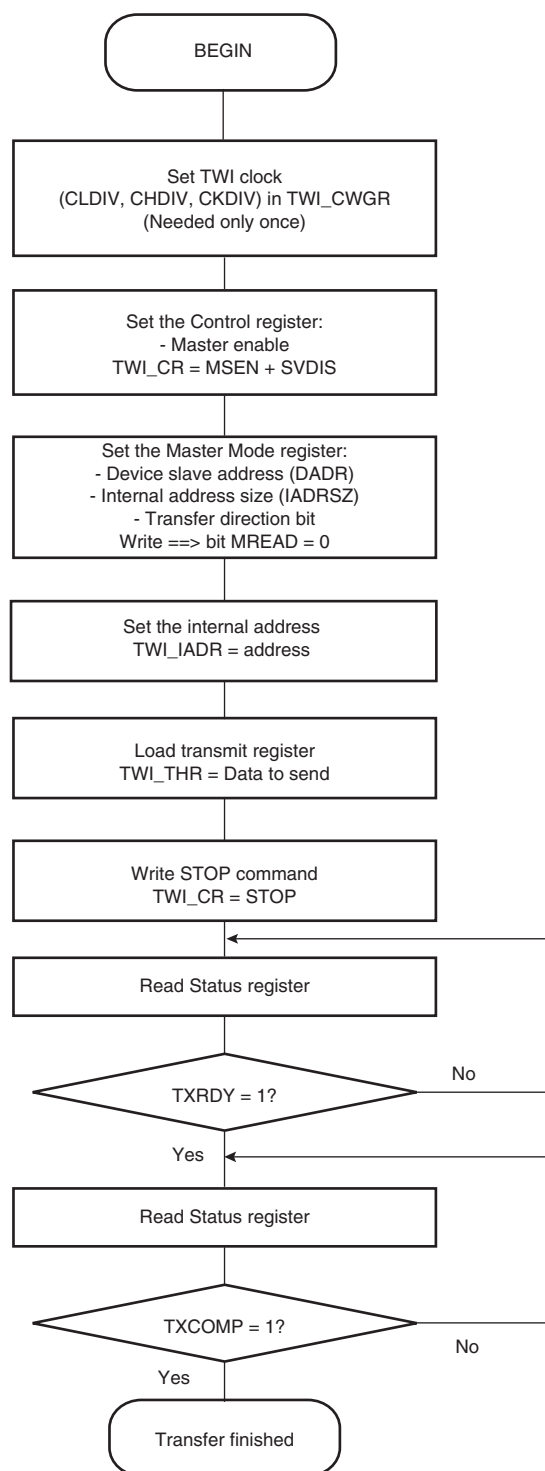 BEGIN
Set TWI clock
(CLDIV, CHDIV, CKDIV) in TWI_CWGR
(Needed only once)
Set the Control register:
- Master enable
TWI_CR = MSEN + SVDIS
Set the Master Mode register:
- Device slave address (DADR)
- Internal address size (IADRSZ)
- Transfer direction bit
Write ==> bit MREAD = 0
Set the internal address
TWI_IADR = address
Load transmit register
TWI_THR = Data to send
Write STOP command
TWI_CR = STOP
Read Status register
TXRDY = 1?
No
Yes
Read Status register
TXCOMP = 1?
No
Yes
Transfer finished